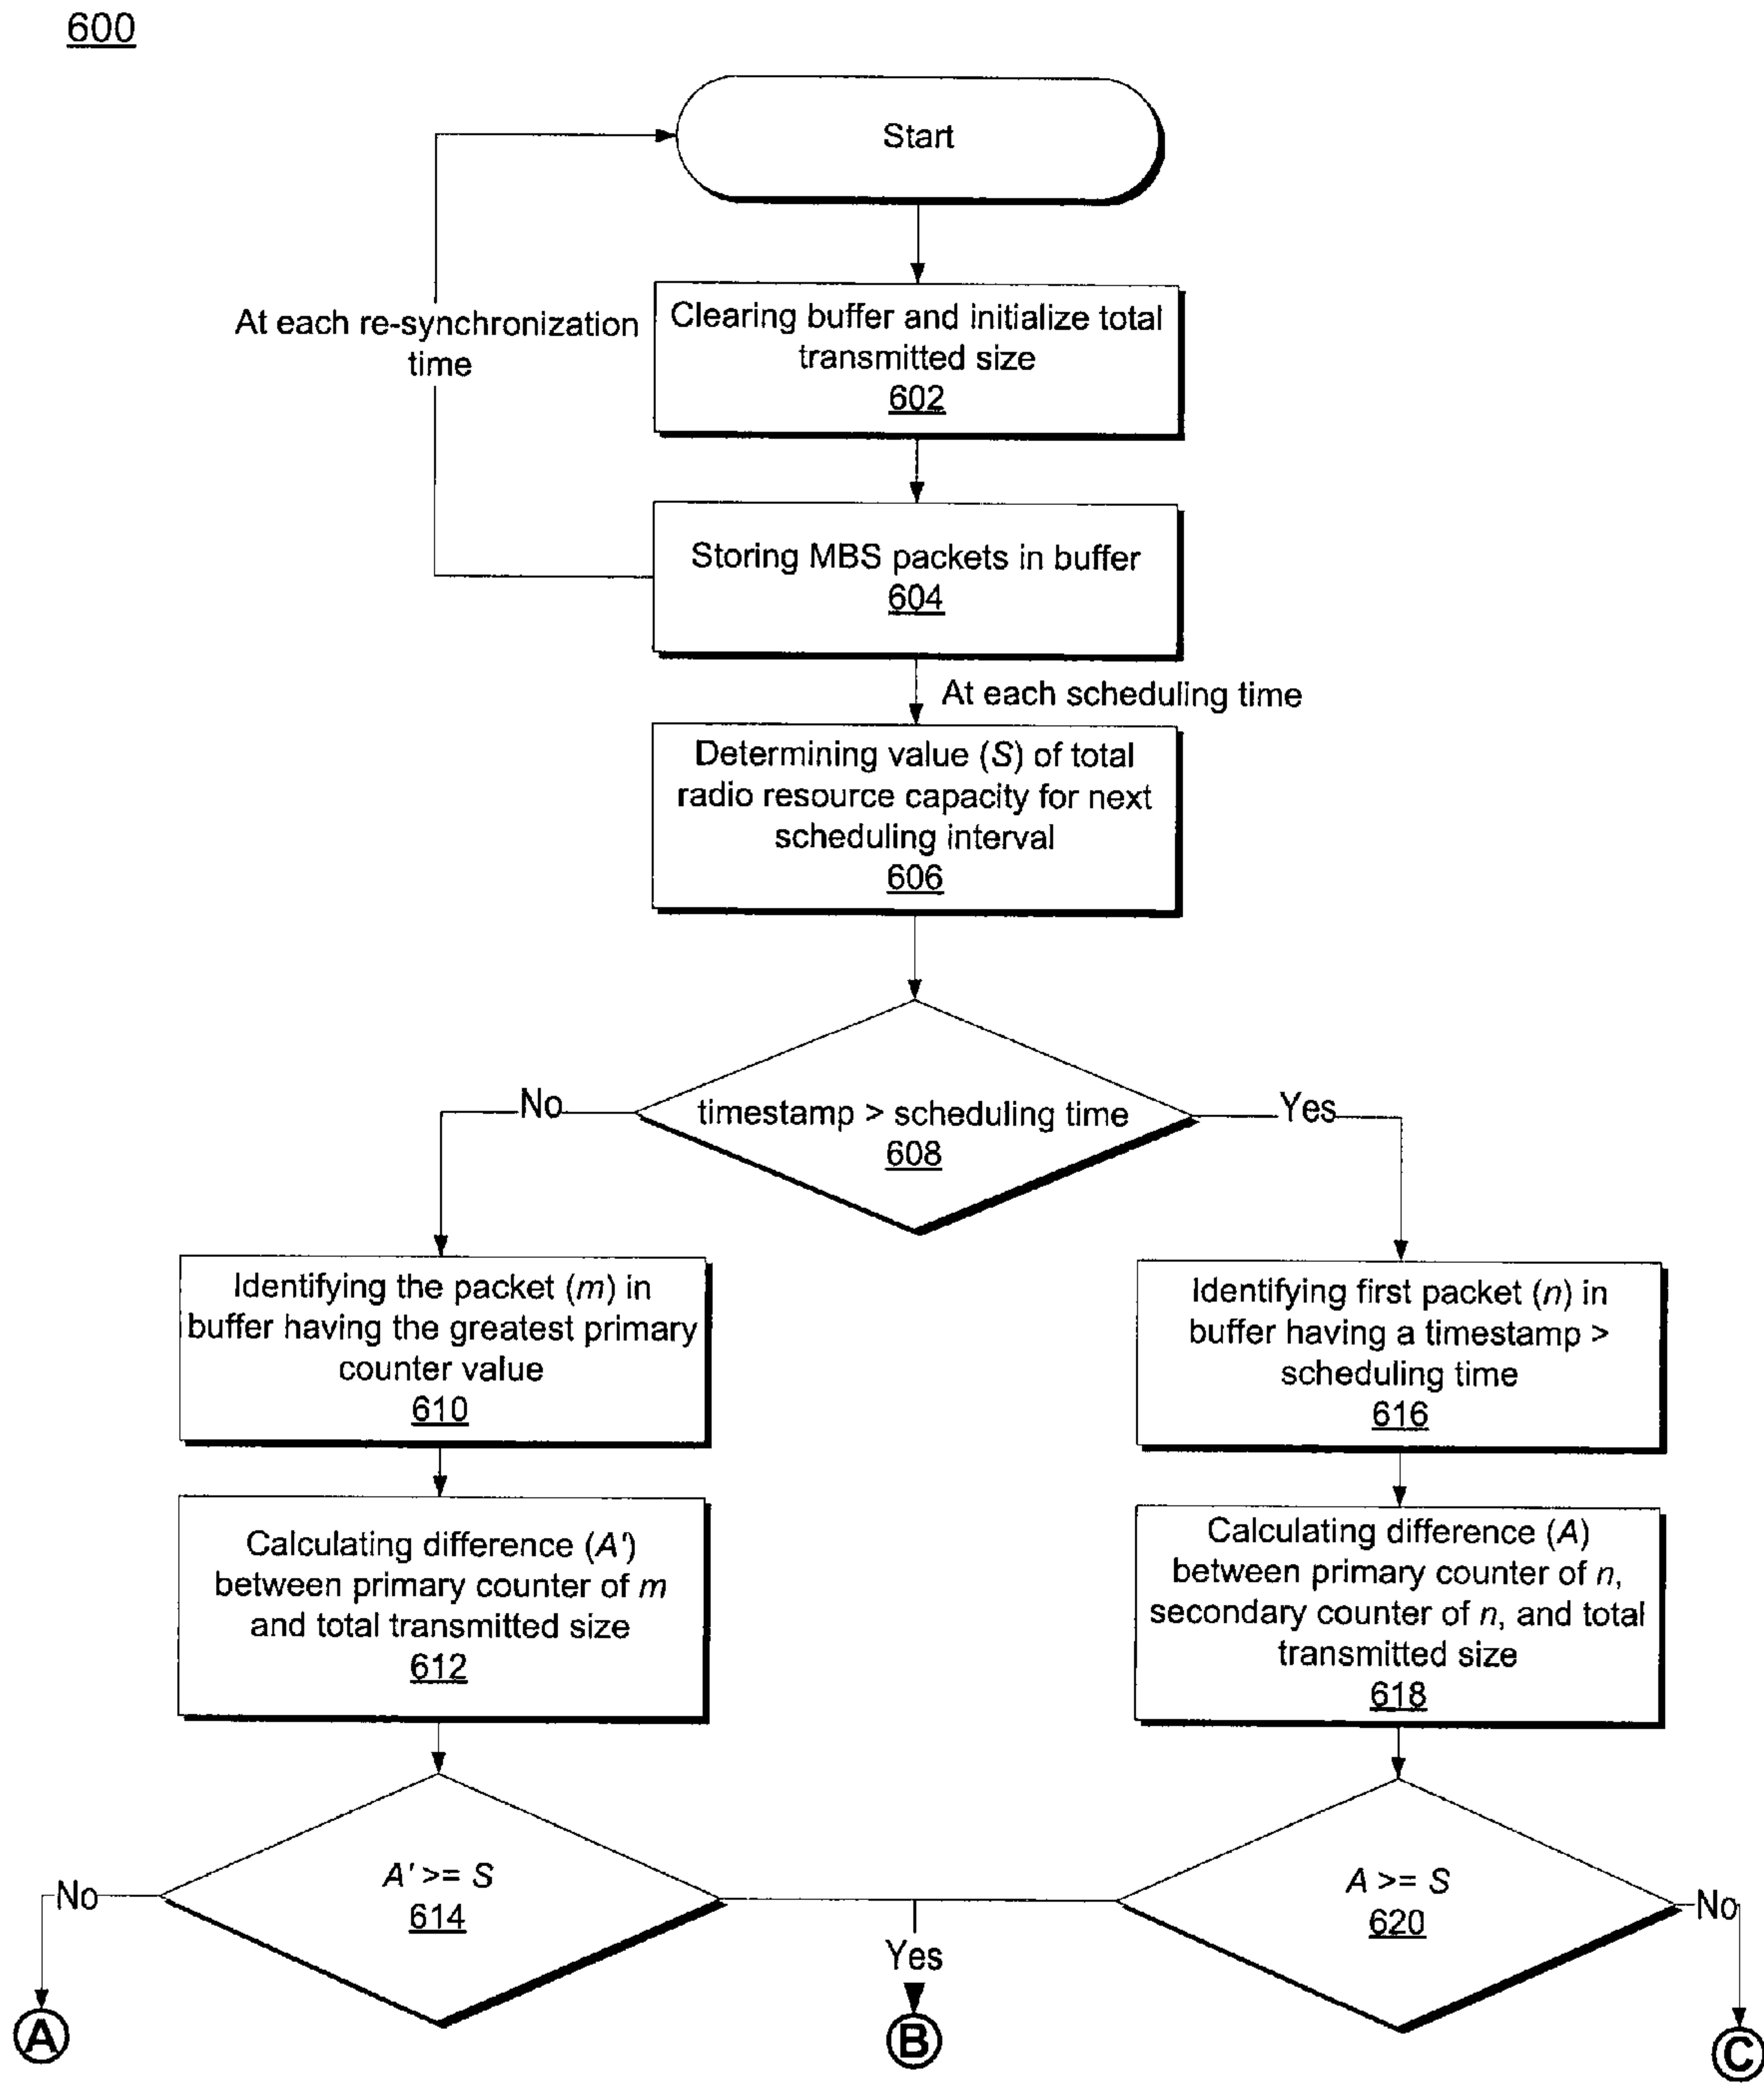 600
Start
At each re-synchronization
time
Clearing buffer and initialize total
transmitted size
602
Storing MBS packets in buffer
604
At each scheduling time
Determining value (S) of total
radio resource capacity for next
scheduling interval
606
No
timestamp > scheduling time
608
Yes
Identifying the packet (m) in
buffer having the greatest primary
counter value
610
Identifying first packet (n) in
buffer having a timestamp >
scheduling time
616
Calculating difference (A')
between primary counter of m
and total transmitted size
612
Calculating difference (A)
between primary counter of n,
secondary counter of n, and total
transmitted size
618
No
A' >= S
614
Yes
A >= S
620
No
A
B
C